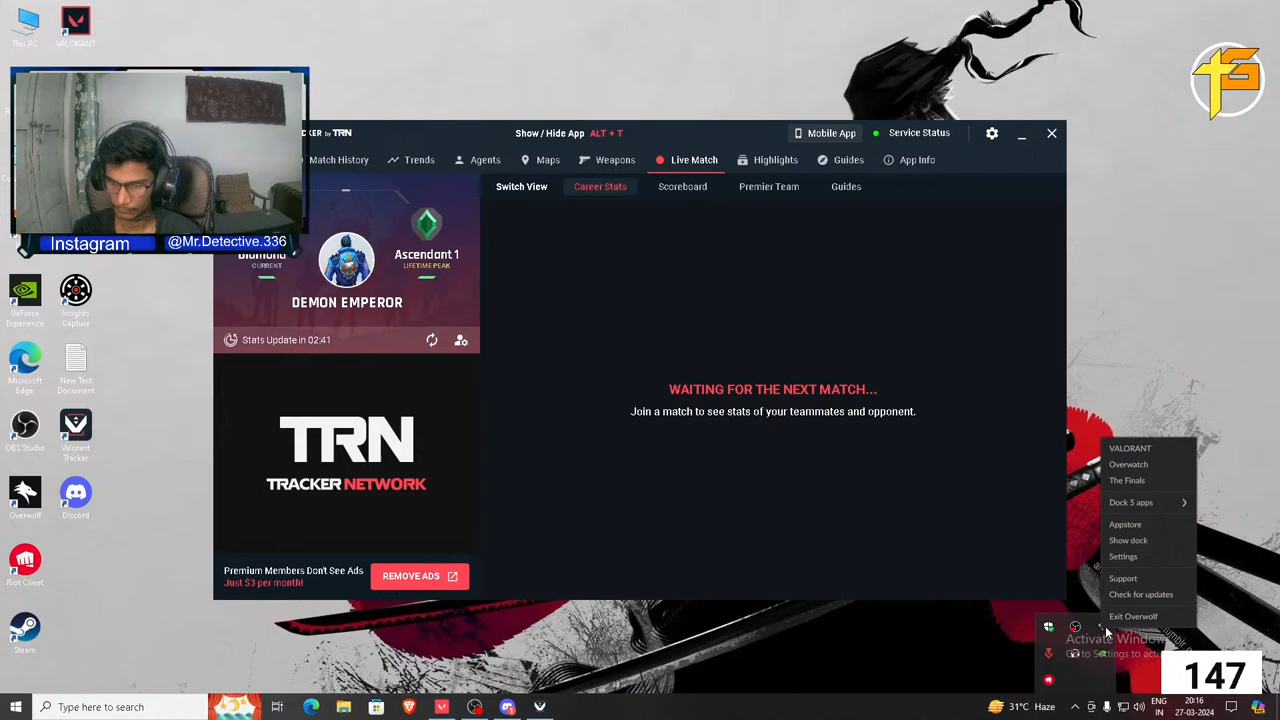 This PC
VALORANT
Instagram
@Mr.Detective.336
CKER by TRN
Show / Hide App ALT + T
Mobile App
Service Status
Match History
Trends
Agents
Maps
Weapons
Live Match
Highlights
Guides
App Info
Switch View
Career Stats
Scoreboard
Premier Team
Guides
CURRENT
Ascendant 1
LIFETIME PEAK
DEMON EMPEROR
Stats Update in 02:41
TRN
TRACKER NETWORK
Premium Members Don't See Ads
Just $3 per month!
REMOVE ADS
WAITING FOR THE NEXT MATCH...
Join a match to see stats of your teammates and opponent.
GeForce
Experience
Insights
Capture
Microsoft
Edge
New Text
Document
OBS Studio
Valorant
Tracker
Overwolf
Discord
Riot Client
Steam
VALORANT
Overwatch
The Finals
Dock 5 apps
Appstore
Show dock
Settings
Support
Check for updates
Exit Overwolf
Activate Window
Go to Settings to
147
Type here to search
31°C Haze
ENG
IN
20:16
27-03-2024